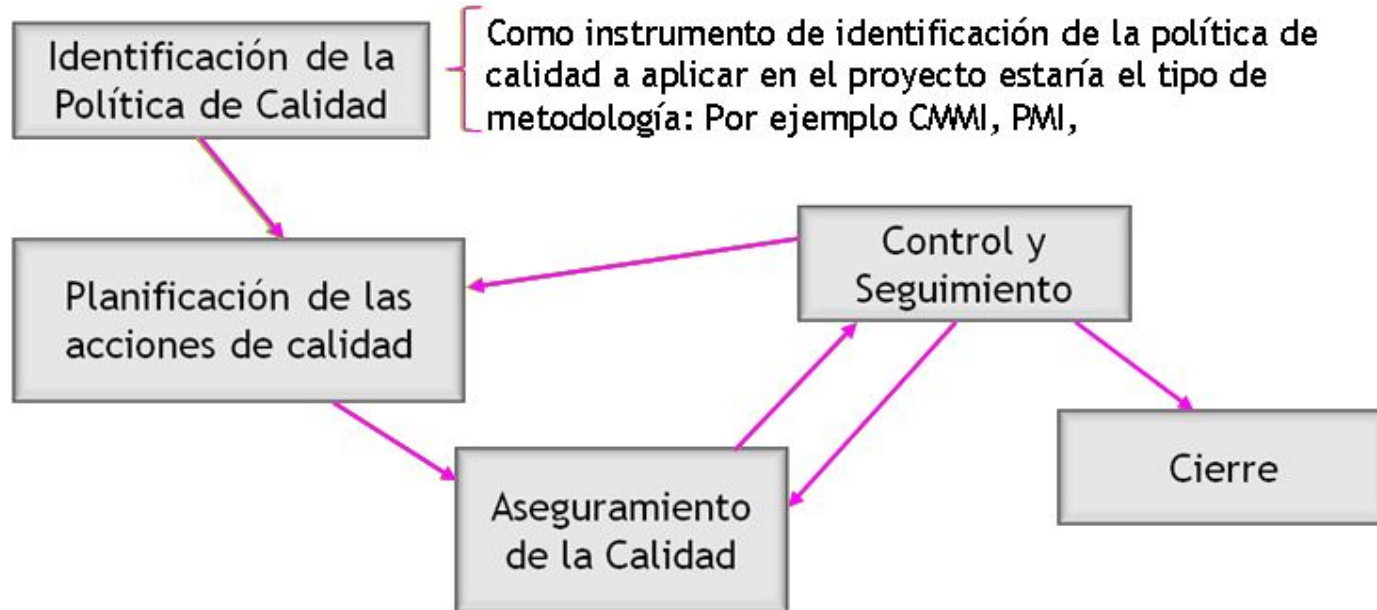 Identificación de la
Política de Calidad
Como instrumento de identificación de la política de
calidad a aplicar en el proyecto estaría el tipo de
metodología: Por ejemplo CMMI, PMI,
Planificación de las
acciones de calidad
Control y
Seguimiento
Aseguramiento
de la Calidad
Cierre